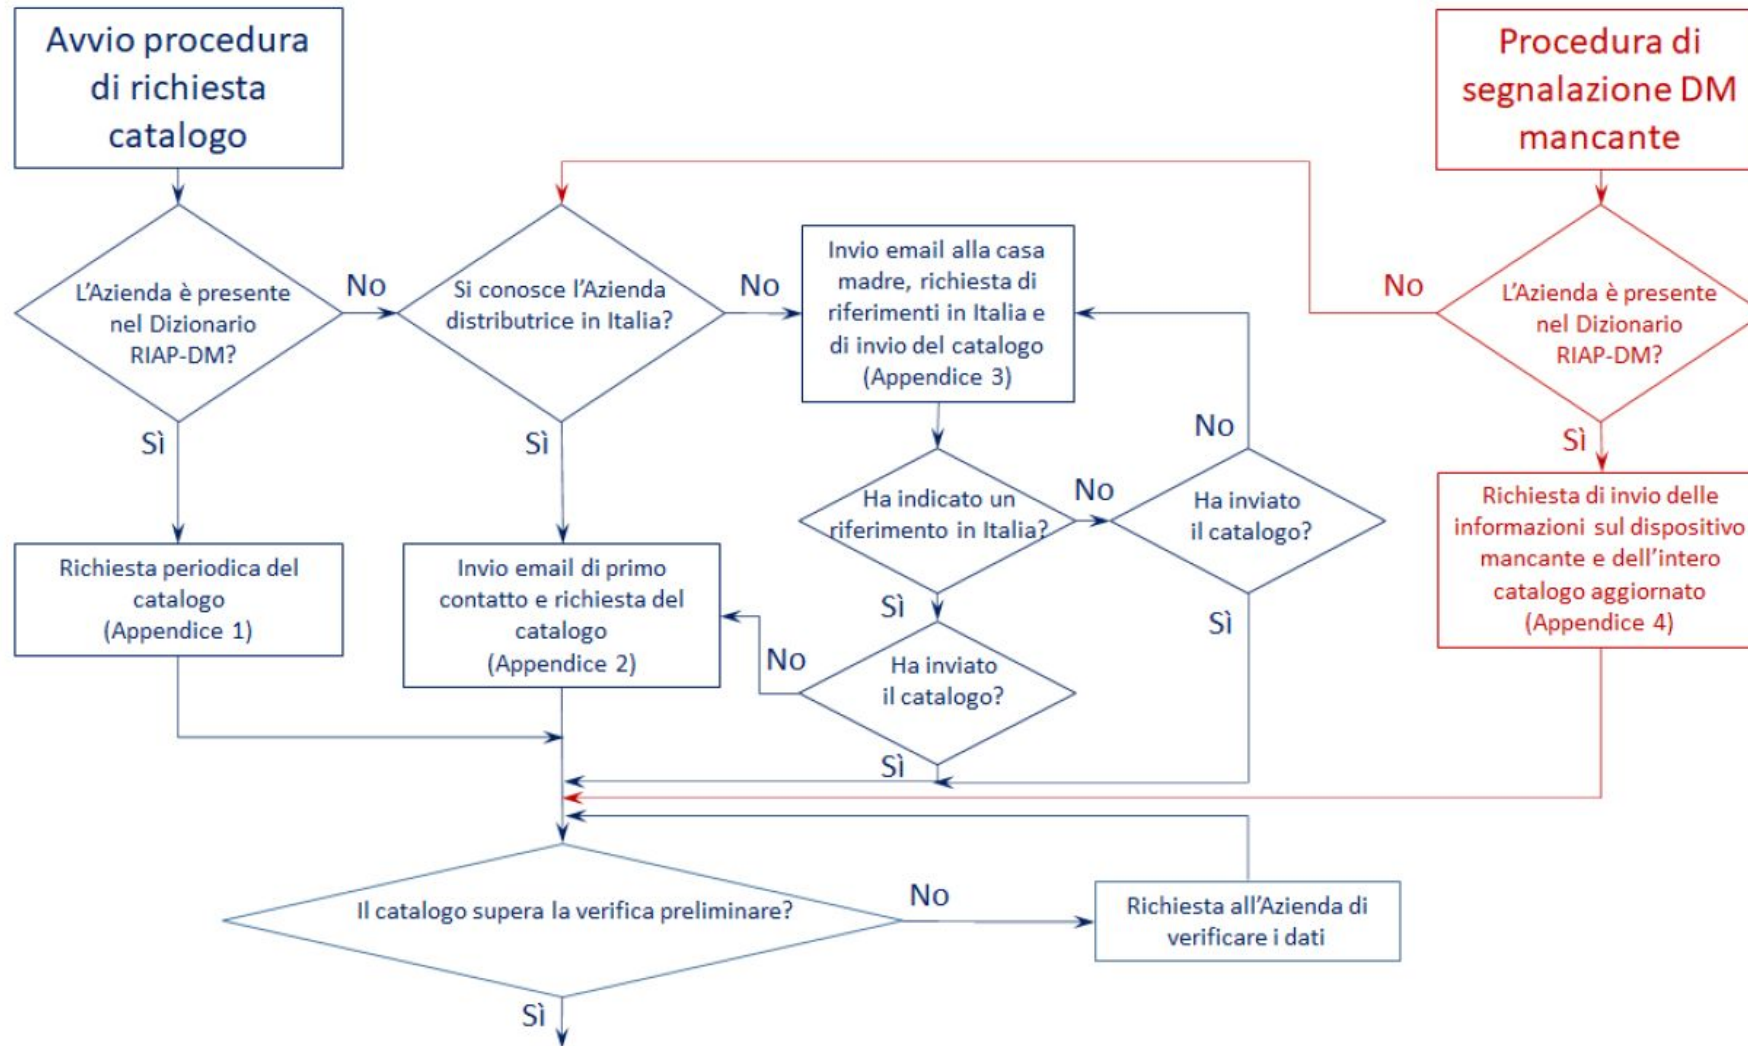 Avvio procedura
di richiesta
catalogo
Procedura di
segnalazione DM
mancante
L'Azienda è presente
nel Dizionario
RIAP-DM?
No
Si conosce l'Azienda
distributrice in Italia?
No
Invio email alla casa
madre, richiesta di
riferimenti in Italia e
di invio del catalogo
(Appendice 3)
No
L'Azienda è presente
nel Dizionario
RIAP-DM?
Sì
Sì
No
Sì
Ha indicato un
riferimento in Italia?
No
Ha inviato
il catalogo?
Richiesta di invio delle
informazioni sul dispositivo
mancante e dell'intero
catalogo aggiornato
(Appendice 4)
Richiesta periodica del
catalogo
(Appendice 1)
Invio email di primo
contatto e richiesta del
catalogo
(Appendice 2)
Sì
Sì
No
Ha inviato
il catalogo?
Sì
Il catalogo supera la verifica preliminare?
No
Richiesta all'Azienda di
verificare i dati
Sì